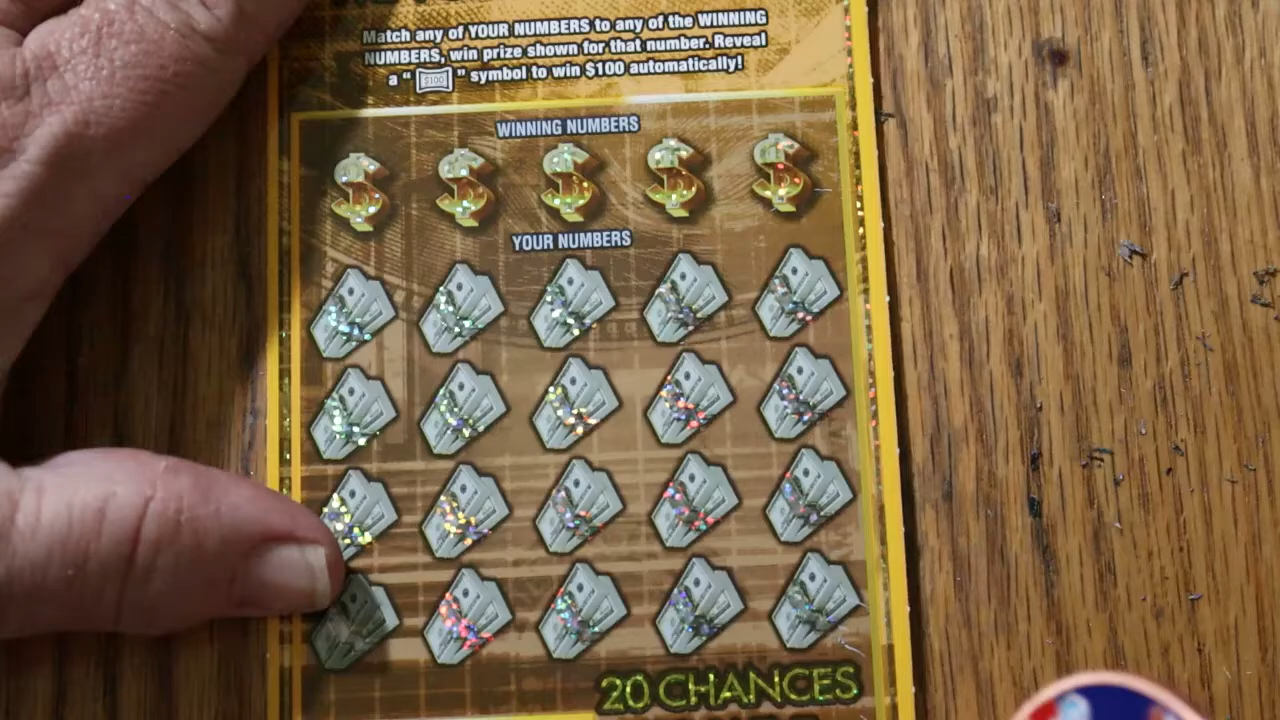 Match any of YOUR NUMBERS to any of the WINNING
NUMBERS, win prize shown for that number. Reveal
a " $100 " symbol to win $100 automatically!
WINNING NUMBERS
YOUR NUMBERS
20 CHANCES